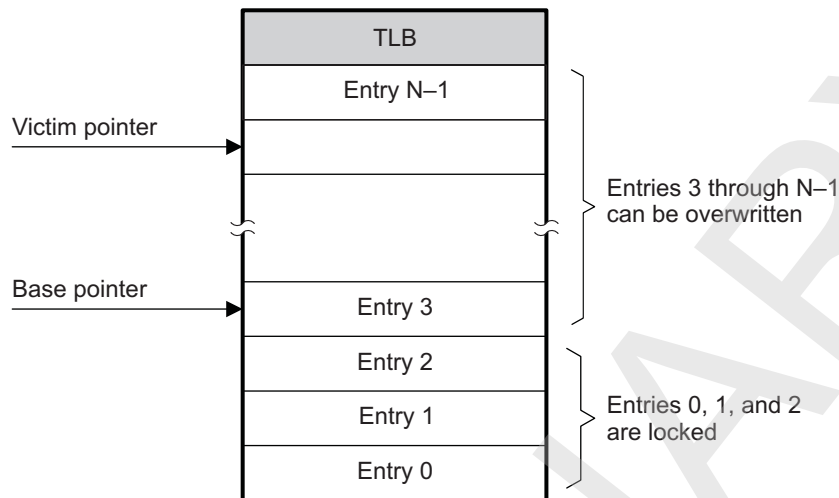 TLB
Entry N–1
Victim pointer
Entries 3 through N–1
can be overwritten
Base pointer
Entry 3
Entry 2
Entry 1
Entries 0, 1, and 2
are locked
Entry 0